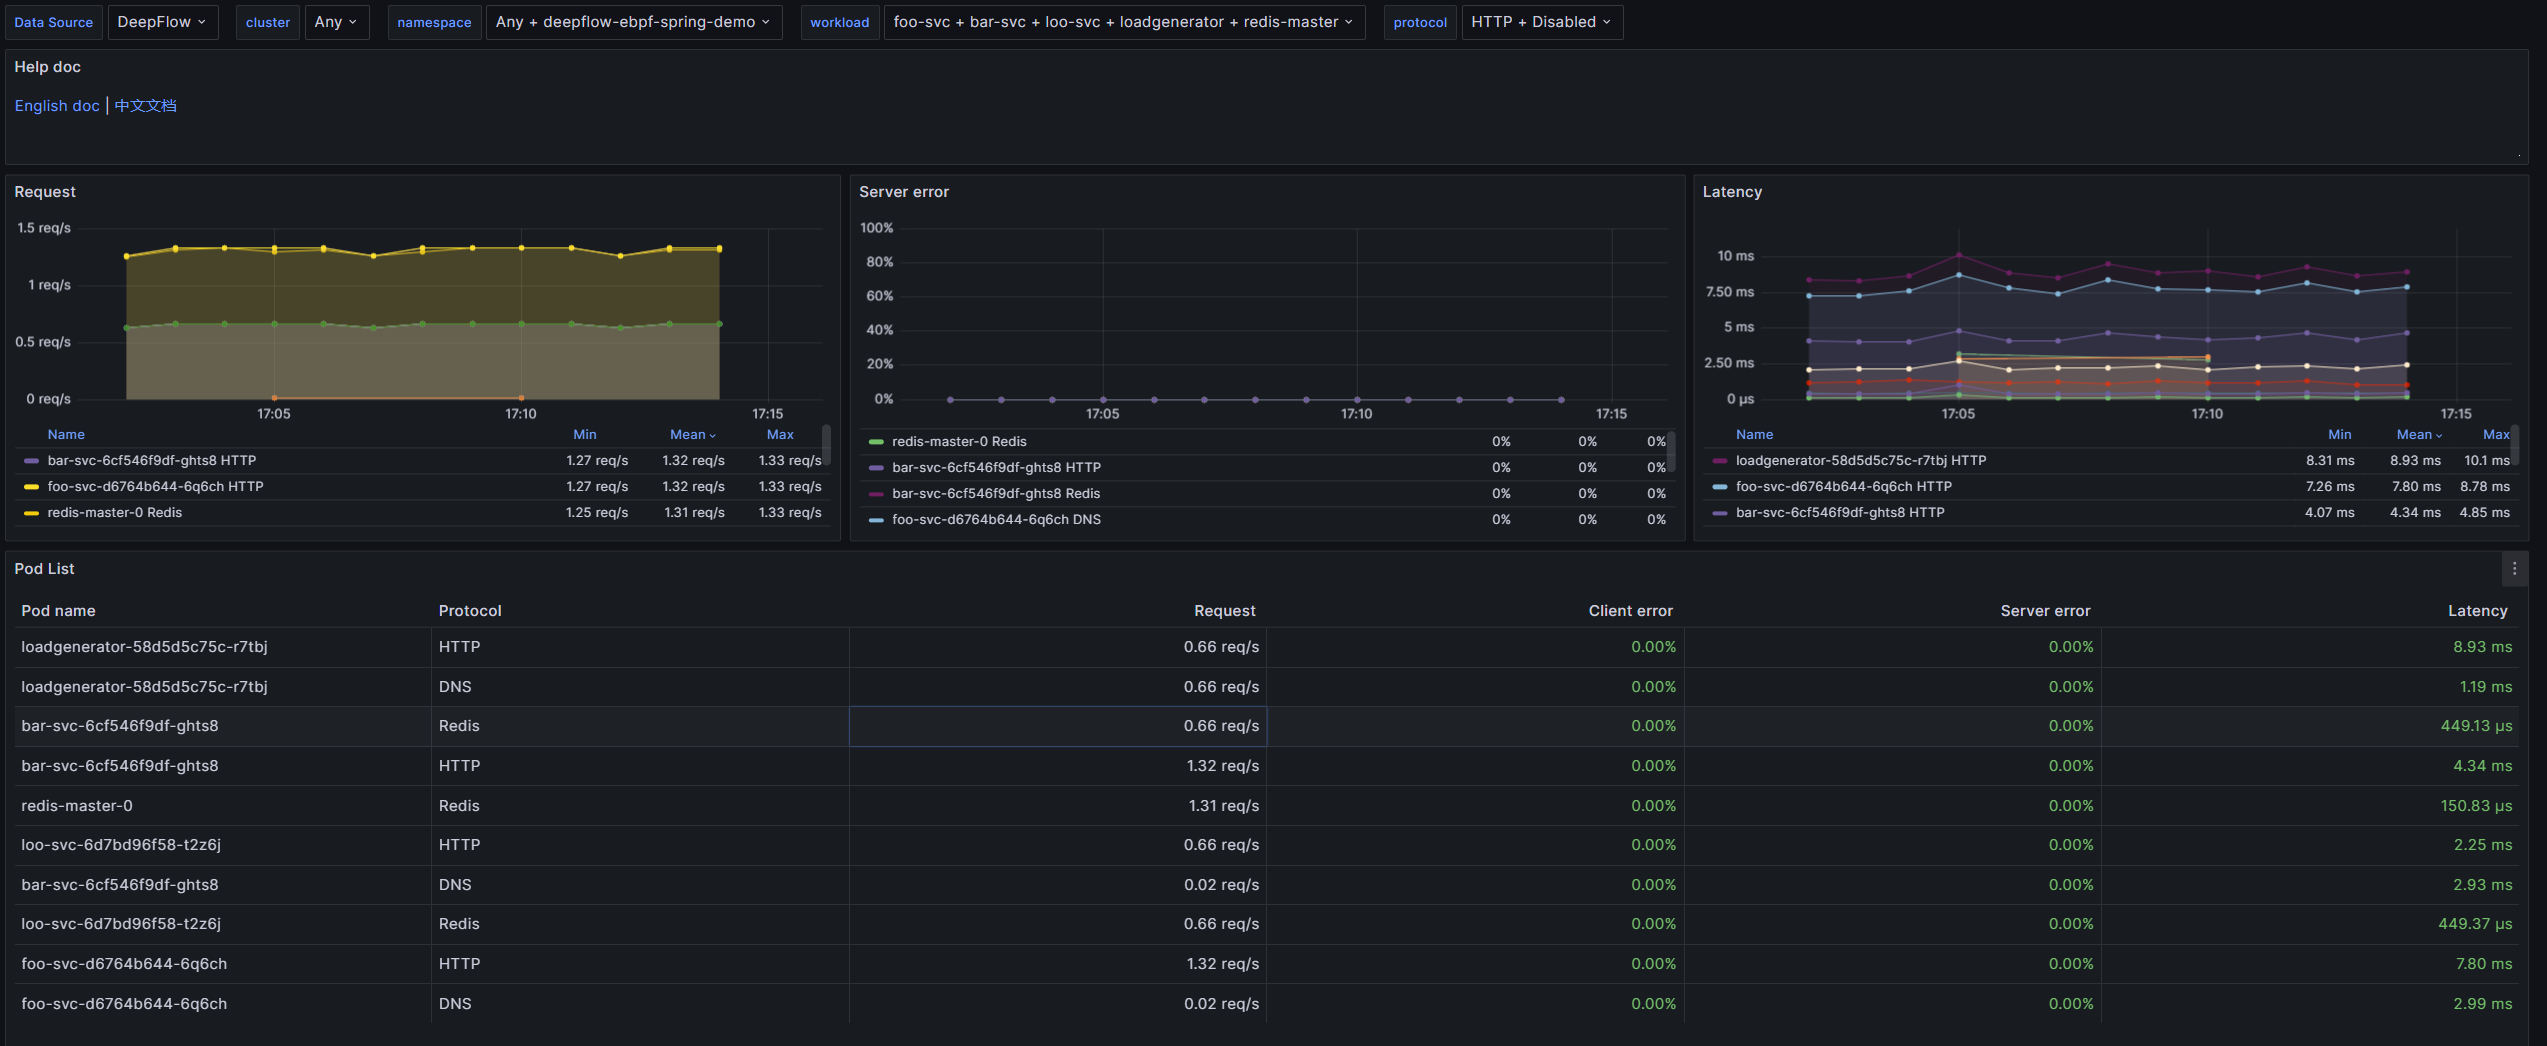 Data Source DeepFlow cluster Any namespace Any + deepflow-ebpf-spring-demo workload foo-svc + bar-svc + loo-svc + loadgenerator + redis-master protocol HTTP + Disabled
Help doc
English doc | 中文文档
Request
1.5 req/s
1 req/s
0.5 req/s
0 req/s
17:05 17:10 17:15
Name Min Mean Max
bar-svc-6cf546f9df-ghts8 HTTP 1.27 req/s 1.32 req/s 1.33 req/s
foo-svc-d6764b644-6q6ch HTTP 1.27 req/s 1.32 req/s 1.33 req/s
redis-master-0 Redis 1.25 req/s 1.31 req/s 1.33 req/s
Server error
100%
80%
60%
40%
20%
0%
17:05 17:10 17:15
redis-master-0 Redis 0% 0% 0%
bar-svc-6cf546f9df-ghts8 HTTP 0% 0% 0%
bar-svc-6cf546f9df-ghts8 Redis 0% 0% 0%
foo-svc-d6764b644-6q6ch DNS 0% 0% 0%
Latency
10 ms
7.50 ms
5 ms
2.50 ms
0 µs
17:05 17:10 17:15
Name Min Mean Max
loadgenerator-58d5d5c75c-r7tbj HTTP 8.31 ms 8.93 ms 10.1 ms
foo-svc-d6764b644-6q6ch HTTP 7.26 ms 7.80 ms 8.78 ms
bar-svc-6cf546f9df-ghts8 HTTP 4.07 ms 4.34 ms 4.85 ms
Pod List
Pod name Protocol Request Client error Server error Latency
loadgenerator-58d5d5c75c-r7tbj HTTP 0.66 req/s 0.00% 0.00% 8.93 ms
loadgenerator-58d5d5c75c-r7tbj DNS 0.66 req/s 0.00% 0.00% 1.19 ms
bar-svc-6cf546f9df-ghts8 Redis 0.66 req/s 0.00% 0.00% 449.13 µs
bar-svc-6cf546f9df-ghts8 HTTP 1.32 req/s 0.00% 0.00% 4.34 ms
redis-master-0 Redis 1.31 req/s 0.00% 0.00% 150.83 µs
loo-svc-6d7bd96f58-t2z6j HTTP 0.66 req/s 0.00% 0.00% 2.25 ms
bar-svc-6cf546f9df-ghts8 DNS 0.02 req/s 0.00% 0.00% 2.93 ms
loo-svc-6d7bd96f58-t2z6j Redis 0.66 req/s 0.00% 0.00% 449.37 µs
foo-svc-d6764b644-6q6ch HTTP 1.32 req/s 0.00% 0.00% 7.80 ms
foo-svc-d6764b644-6q6ch DNS 0.02 req/s 0.00% 0.00% 2.99 ms